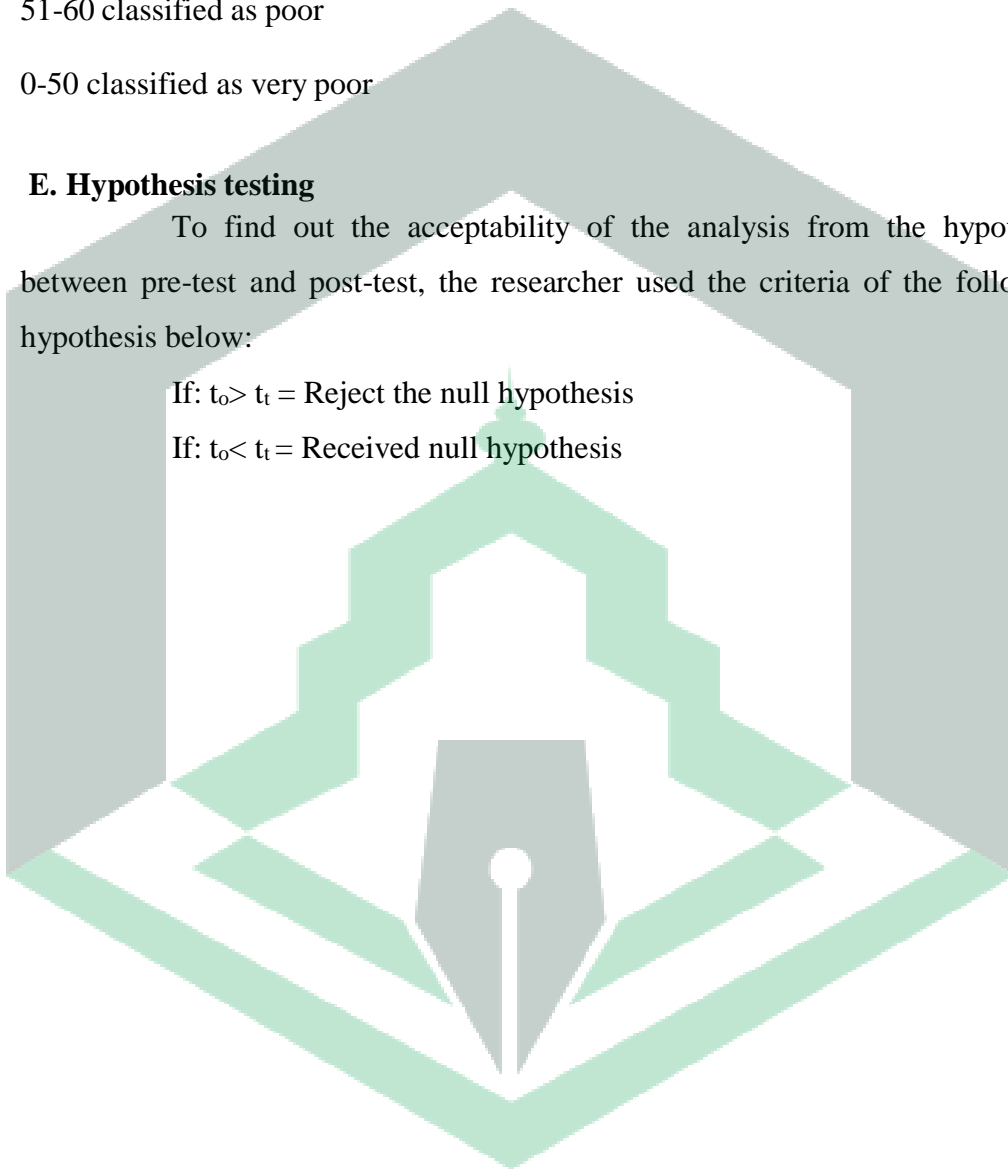 51-60 classified as poor
0-50 classified as very poor
E. Hypothesis testing
To find out the acceptability of the analysis from the
between pre-test and post-test, the researcher used the criteria of the
hypothesis below:
If: tₒ> tₜ = Reject the null hypothesis
If: tₒ< tₜ = Received null hypothesis